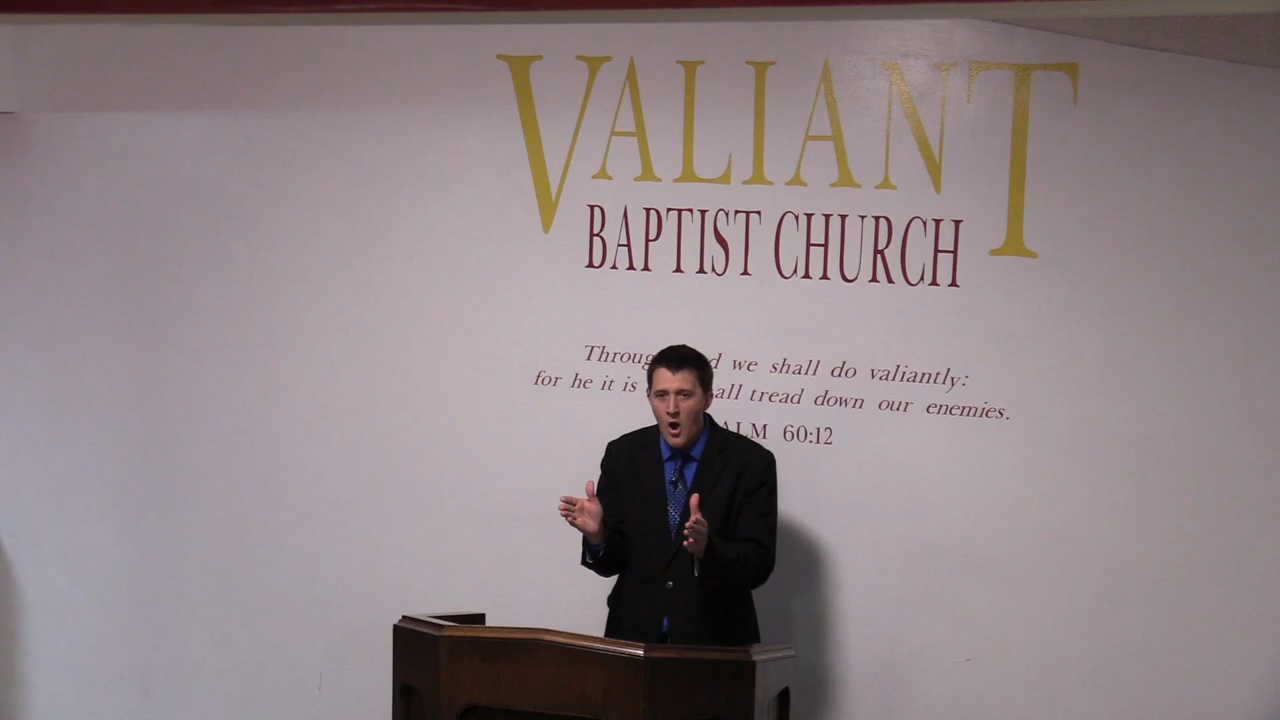 VALIANT
BAPTIST CHURCH
Throug d we shall do valiantly:
for he it is all tread down our enemies.
ALM 60:12